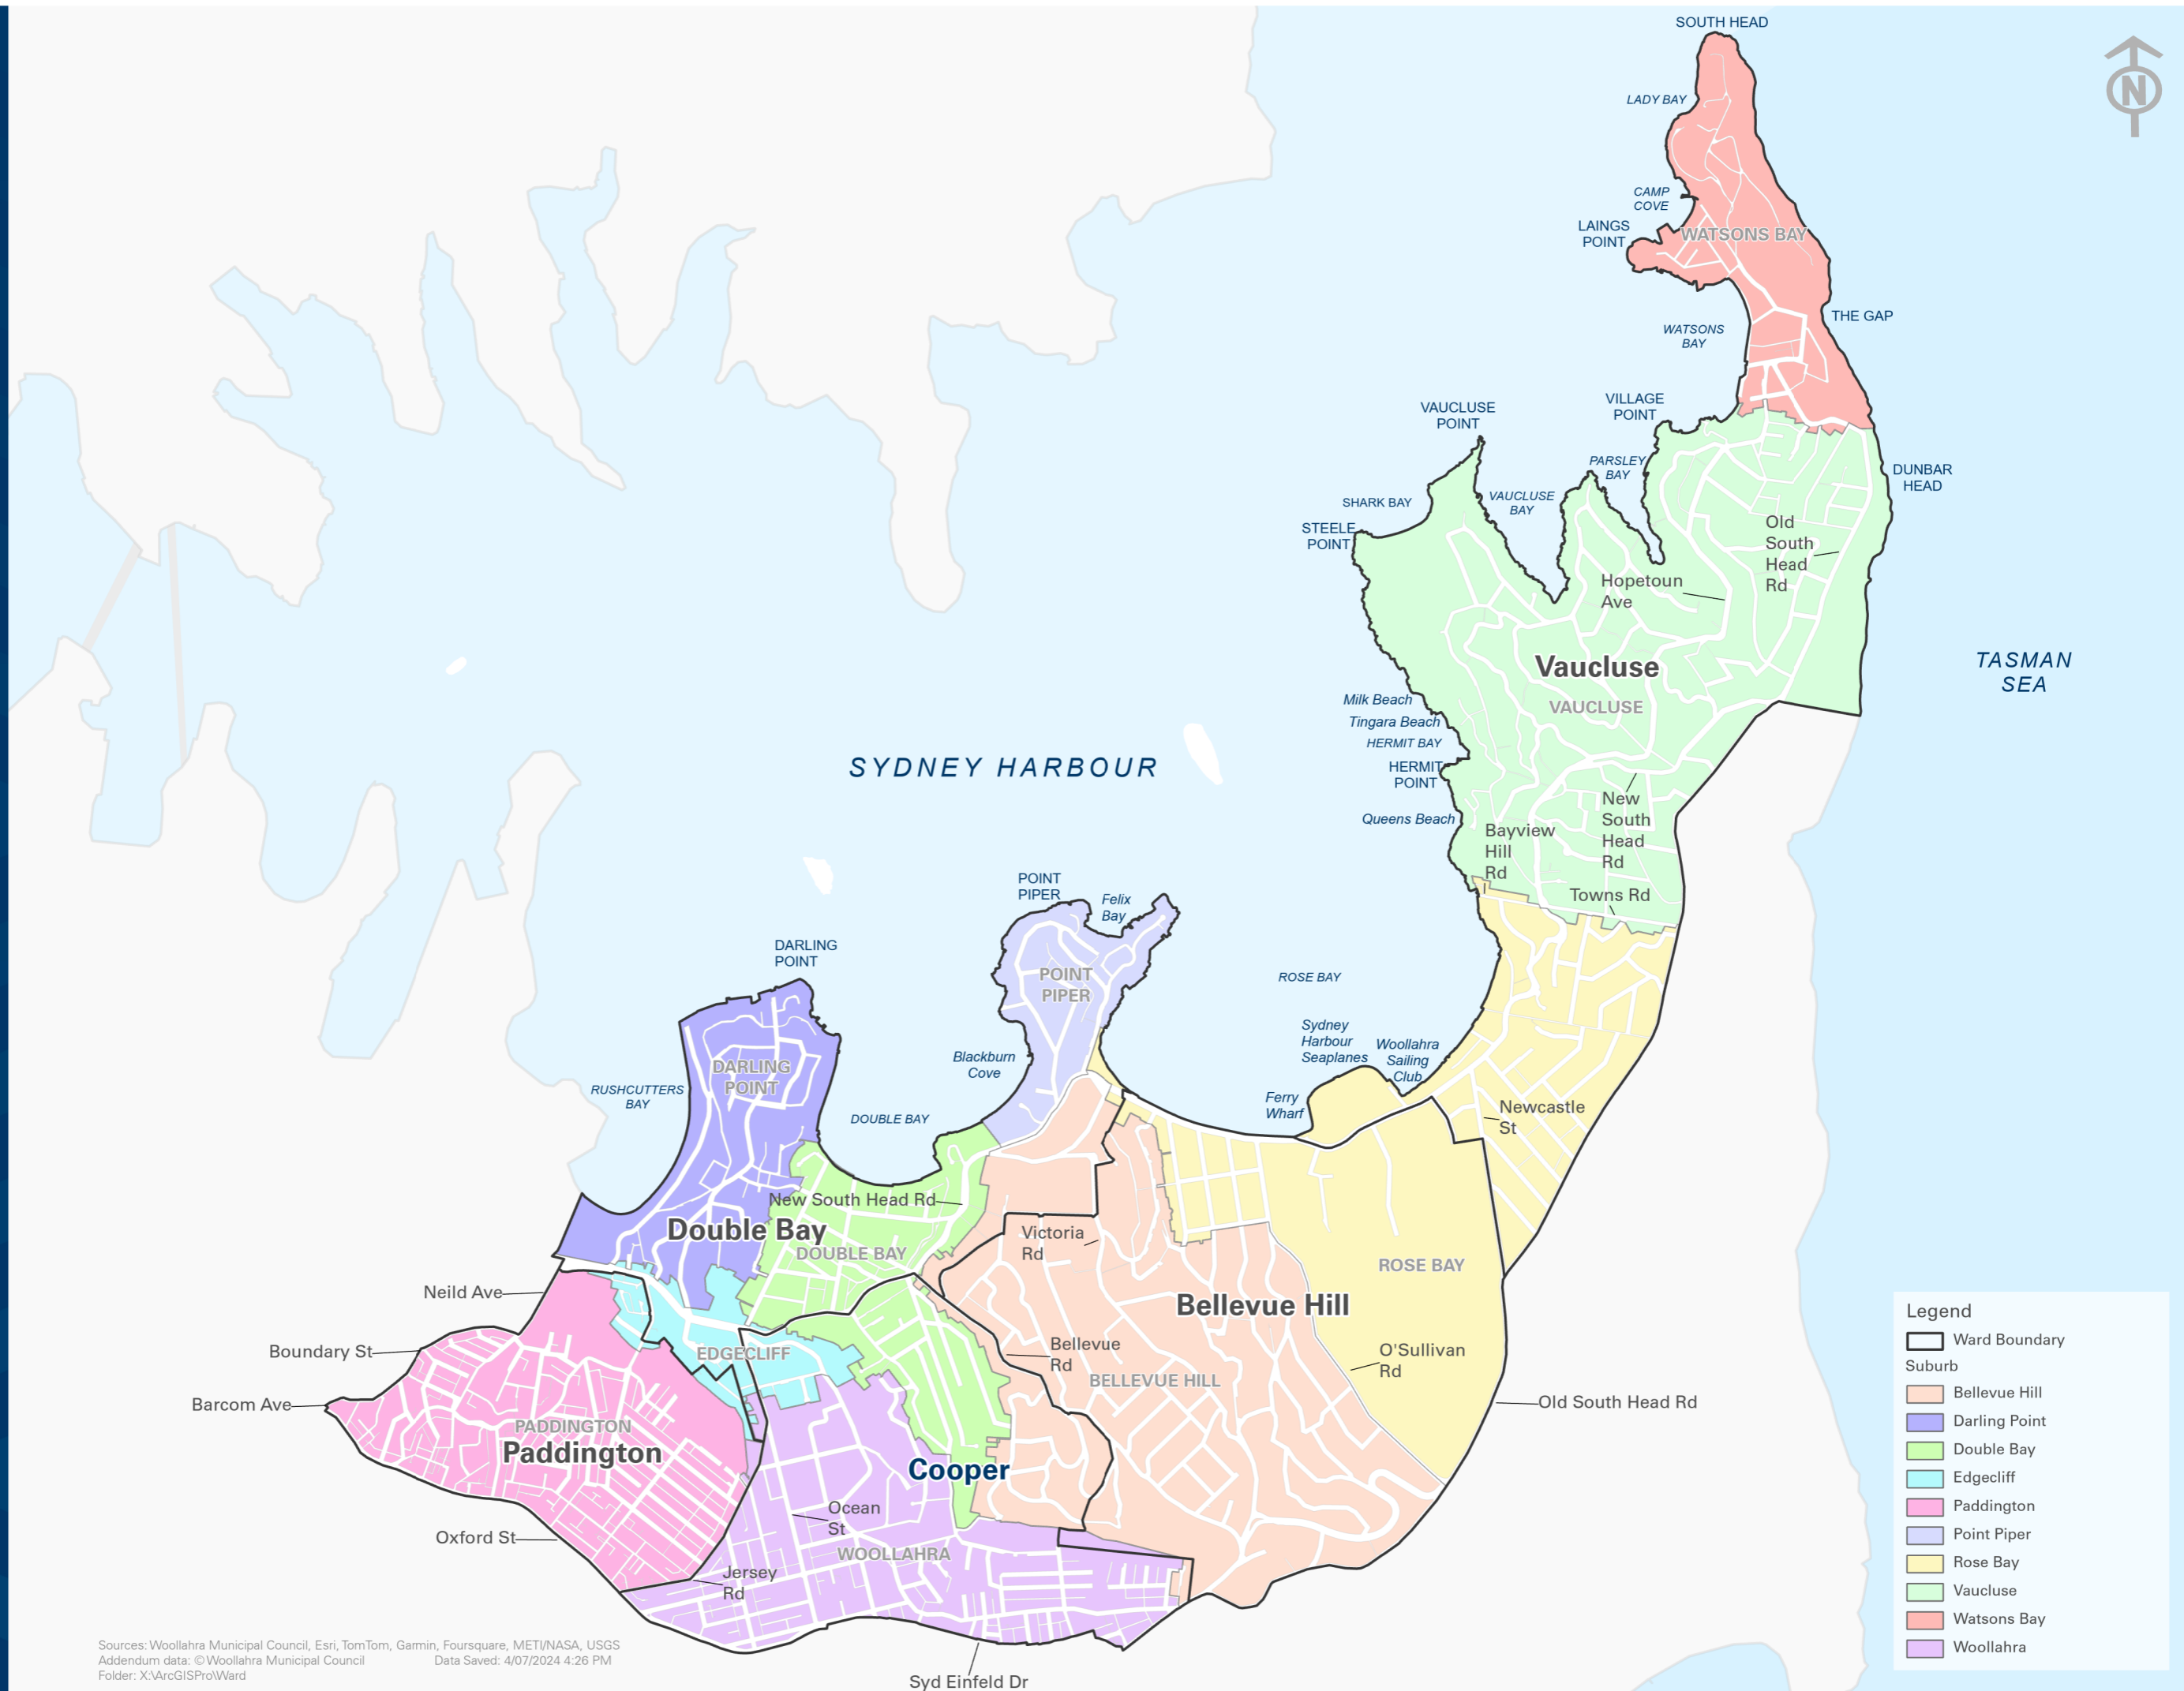 SOUTH HEAD
N
LADY BAY
CAMP
COVE
LAINGS
POINT
WATSONS BAY
THE GAP
WATSONS
BAY
VILLAGE
POINT
VAUCLUSE
POINT
PARSLEY
BAY
DUNBAR
HEAD
SHARK BAY
VAUCLUSE
BAY
STEELE
POINT
Old
South
Head
Rd
Hopetoun
Ave
TASMAN
SEA
Vaucluse
VAUCLUSE
Milk Beach
Tingara Beach
HERMIT BAY
HERMIT
POINT
SYDNEY HARBOUR
Queens Beach
New
South
Head
Rd
Bayview
Hill
Rd
Towns Rd
POINT
PIPER
Felix
Bay
DARLING
POINT
POINT
PIPER
ROSE BAY
Sydney
Harbour
Seaplanes
Woollahra
Sailing
Club
Blackburn
Cove
DARLING
POINT
RUSHCUTTERS
BAY
DOUBLE BAY
Ferry
Wharf
Newcastle
St
New South Head Rd
Double Bay
DOUBLE BAY
Victoria
Rd
ROSE BAY
Neild Ave
Bellevue Hill
Boundary St
EDGECLIFF
Bellevue
Rd
O'Sullivan
Rd
BELLEVUE HILL
Barcom Ave
Old South Head Rd
PADDINGTON
Paddington
Cooper
Ocean
St
Oxford St
WOOLLAHRA
Jersey
Rd
Syd Einfeld Dr
Legend
Ward Boundary
Suburb
Bellevue Hill
Darling Point
Double Bay
Edgecliff
Paddington
Point Piper
Rose Bay
Vaucluse
Watsons Bay
Woollahra
Sources: Woollahra Municipal Council, Esri, TomTom, Garmin, Foursquare, METI/NASA, USGS
Addendum data: © Woollahra Municipal Council Data Saved: 4/07/2024 4:26 PM
Folder: X:\ArcGISPro\Ward